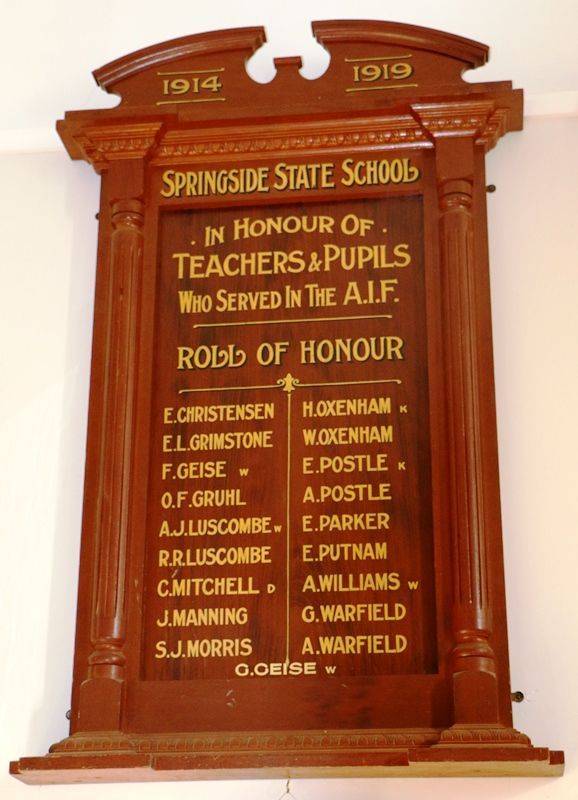 1914 1919
SPRINGSIDE STATE SCHOOL
· IN HONOUR OF ·
TEACHERS & PUPILS
WHO SERVED IN THE A.I.F.
ROLL OF HONOUR
E. CHRISTENSEN
E. L. GRIMSTONE
F. GEISE W
O. F. GRUHL
A. J. LUSCOMBE W
R. R. LUSCOMBE
C. MITCHELL D
J. MANNING
S. J. MORRIS
H. OXENHAM K
W. OXENHAM
E. POSTLE K
A. POSTLE
E. PARKER
E. PUTNAM
A. WILLIAMS W
G. WARFIELD
A. WARFIELD
G. GEISE W